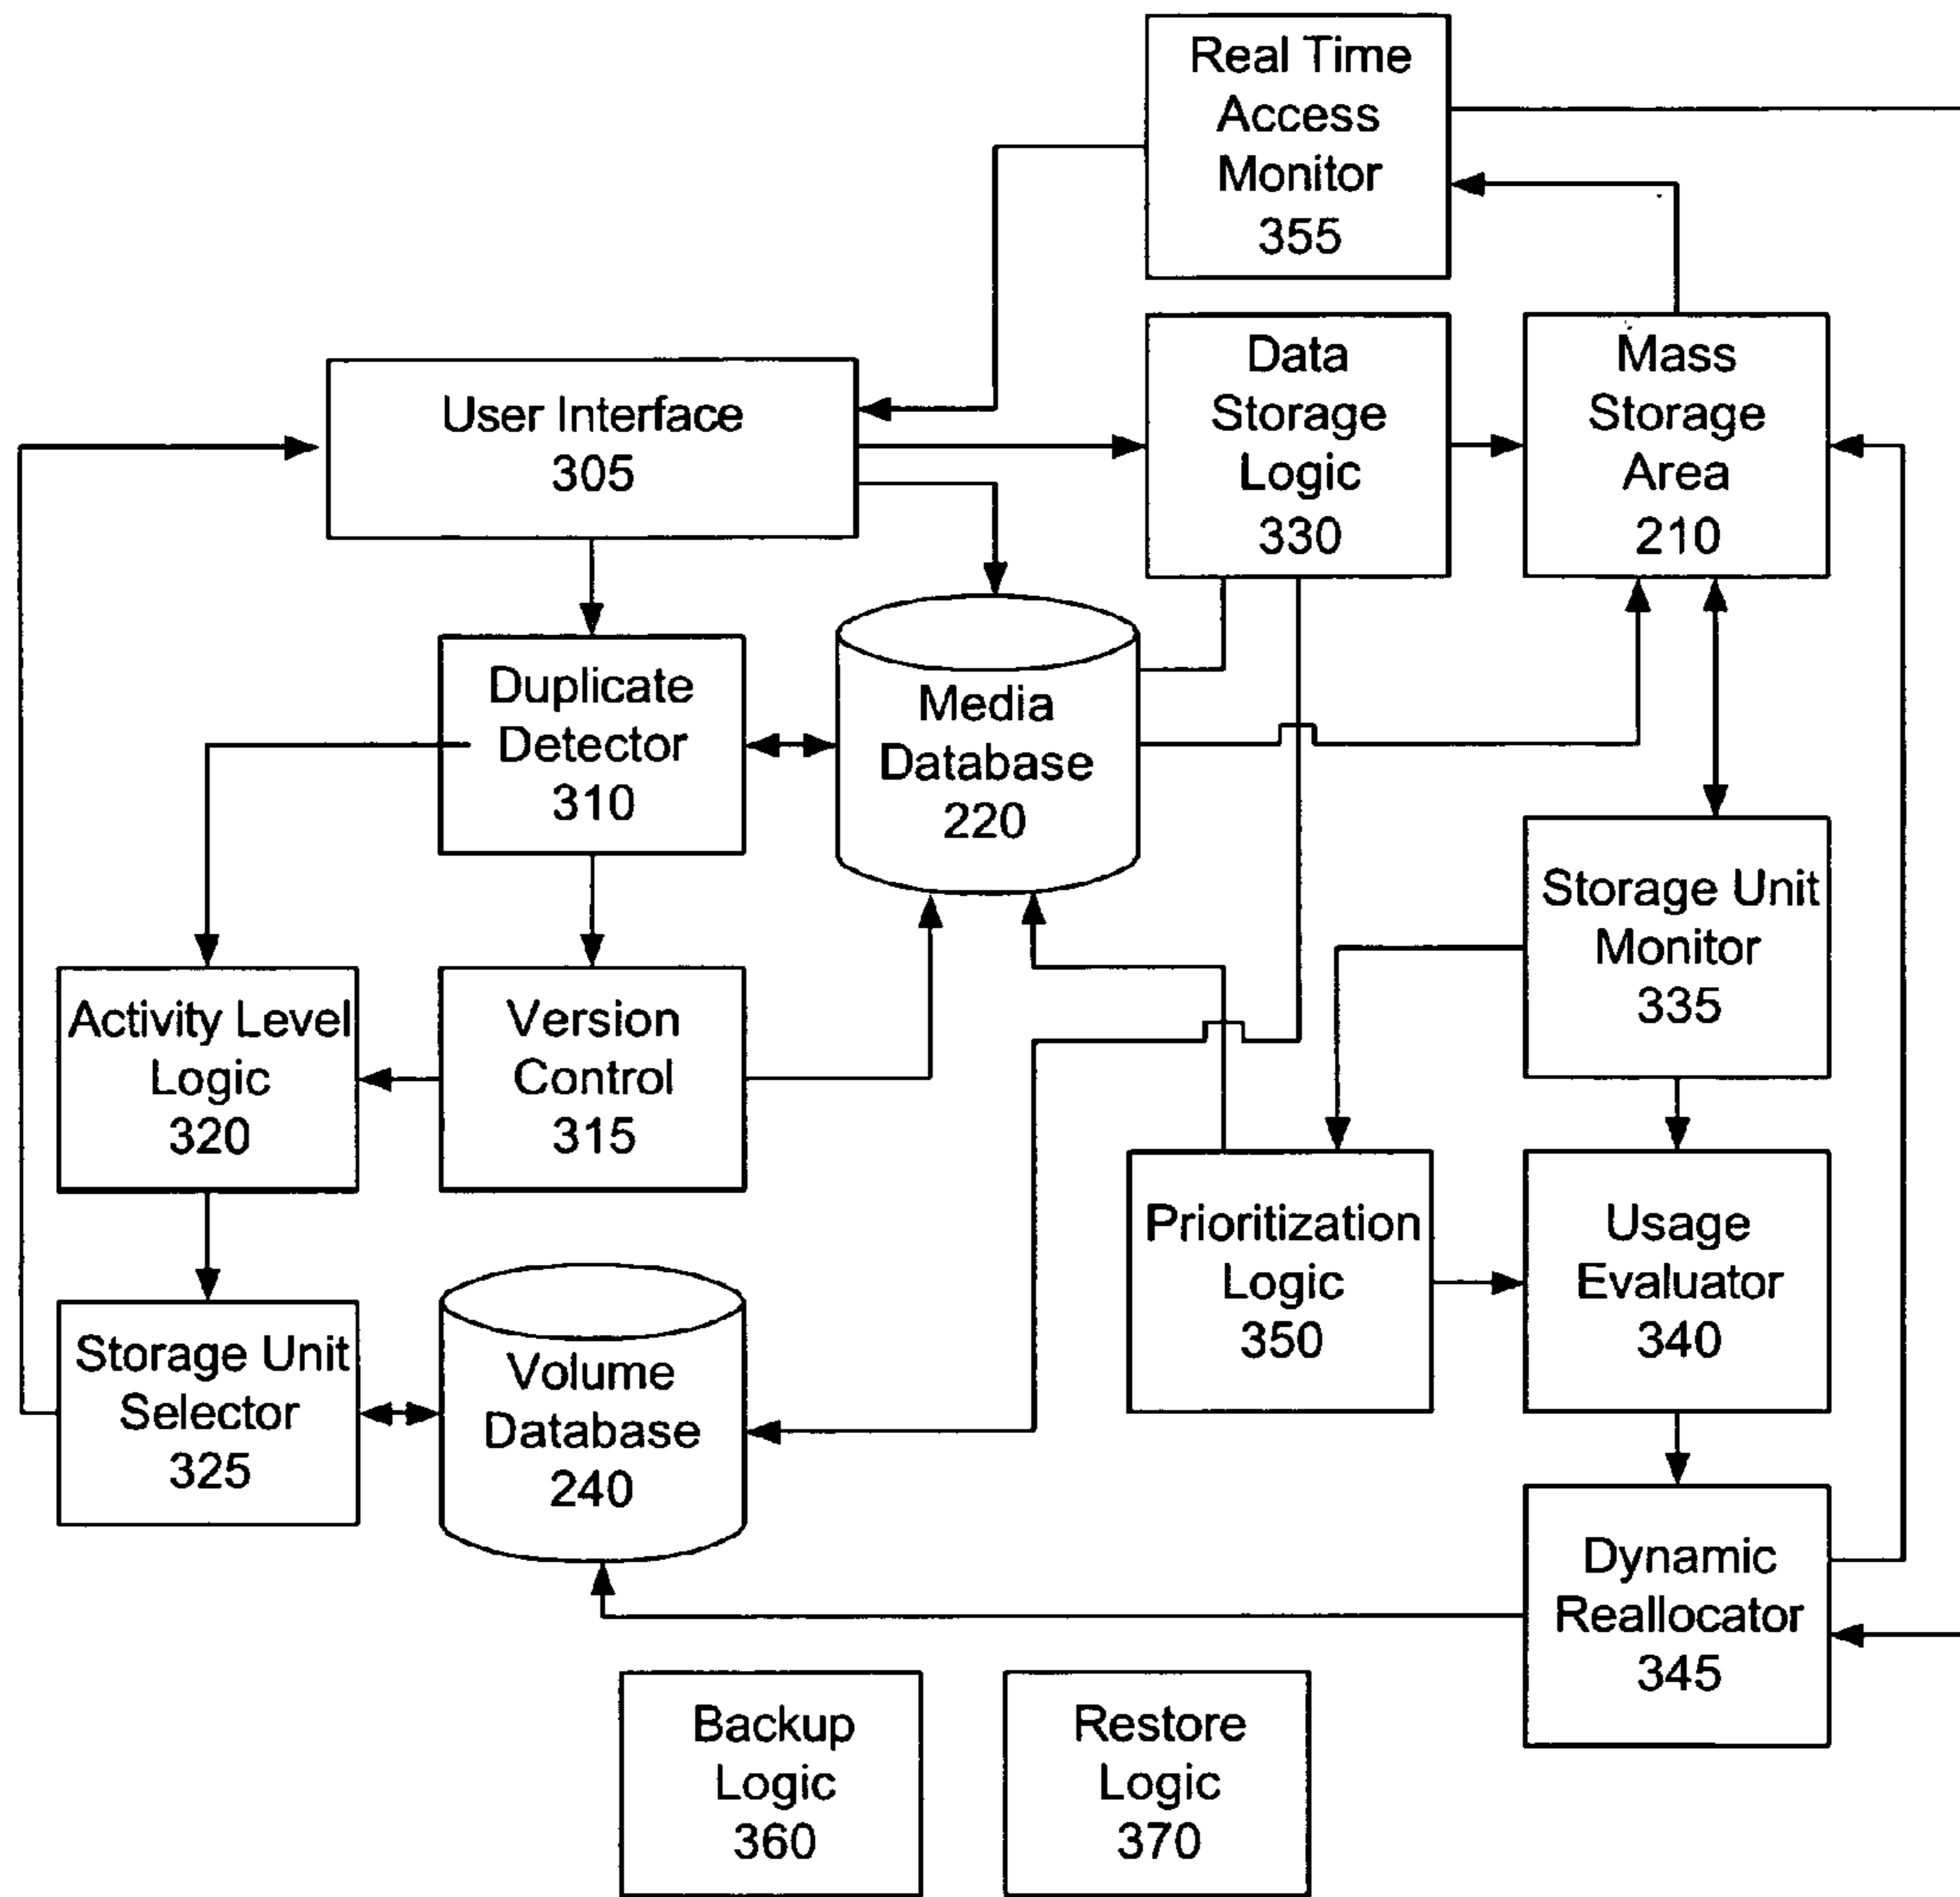 Real Time
Access
Monitor
355
User Interface
305
Data
Storage
Logic
330
Mass
Storage
Area
210
Duplicate
Detector
310
Media
Database
220
Storage Unit
Monitor
335
Activity Level
Logic
320
Version
Control
315
Prioritization
Logic
350
Usage
Evaluator
340
Storage Unit
Selector
325
Volume
Database
240
Dynamic
Reallocator
345
Backup
Logic
360
Restore
Logic
370